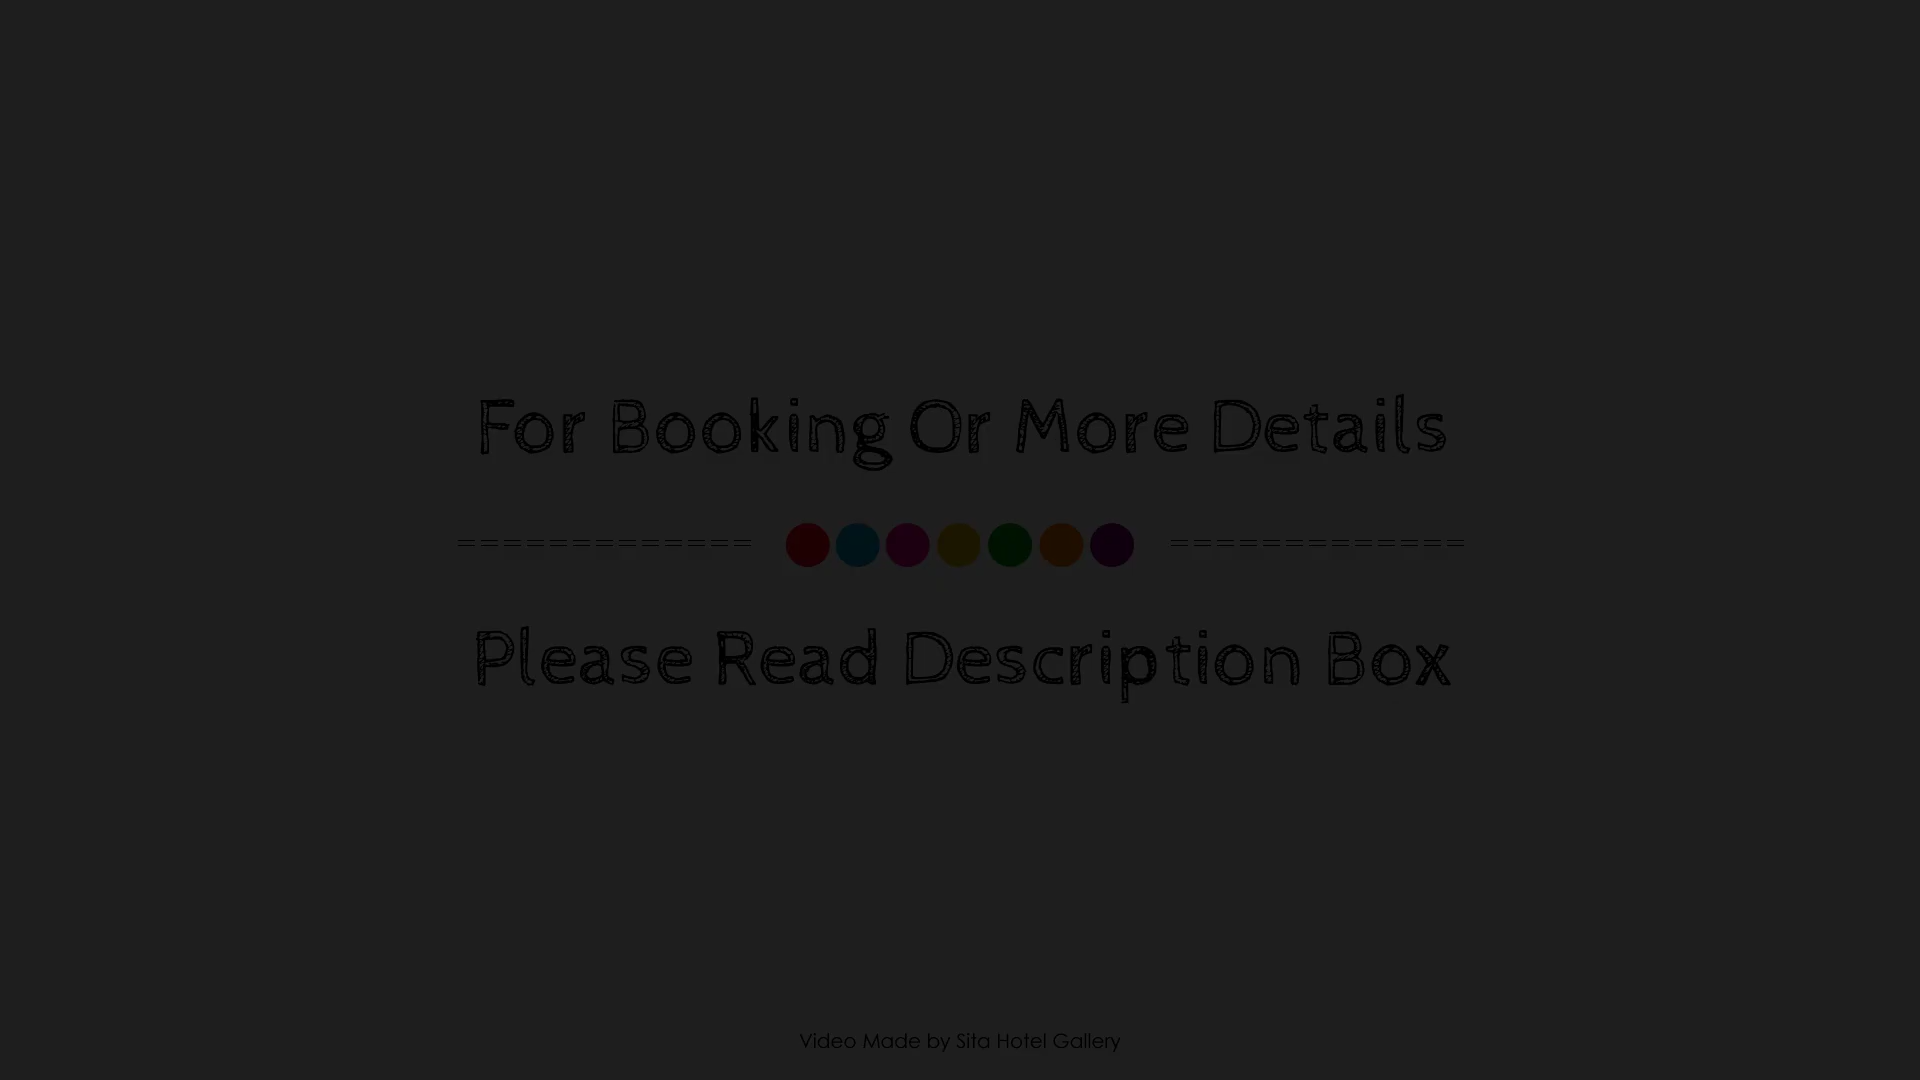 For Booking Or More Details
============= =============
Please Read Description Box
Video Made by Sita Hotel Gallery